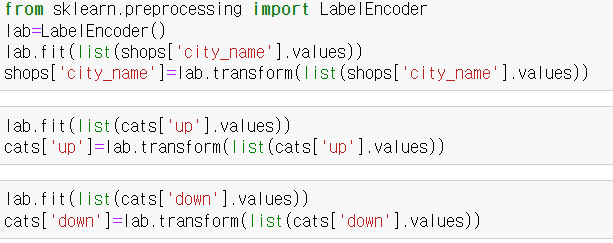 from sklearn.preprocessing import LabelEncoder
lab=LabelEncoder()
lab.fit(list(shops['city_name'].values))
shops['city_name']=lab.transform(list(shops['city_name'].values))
lab.fit(list(cats['up'].values))
cats['up']=lab.transform(list(cats['up'].values))
lab.fit(list(cats['down'].values))
cats['down']=lab.transform(list(cats['down'].values))